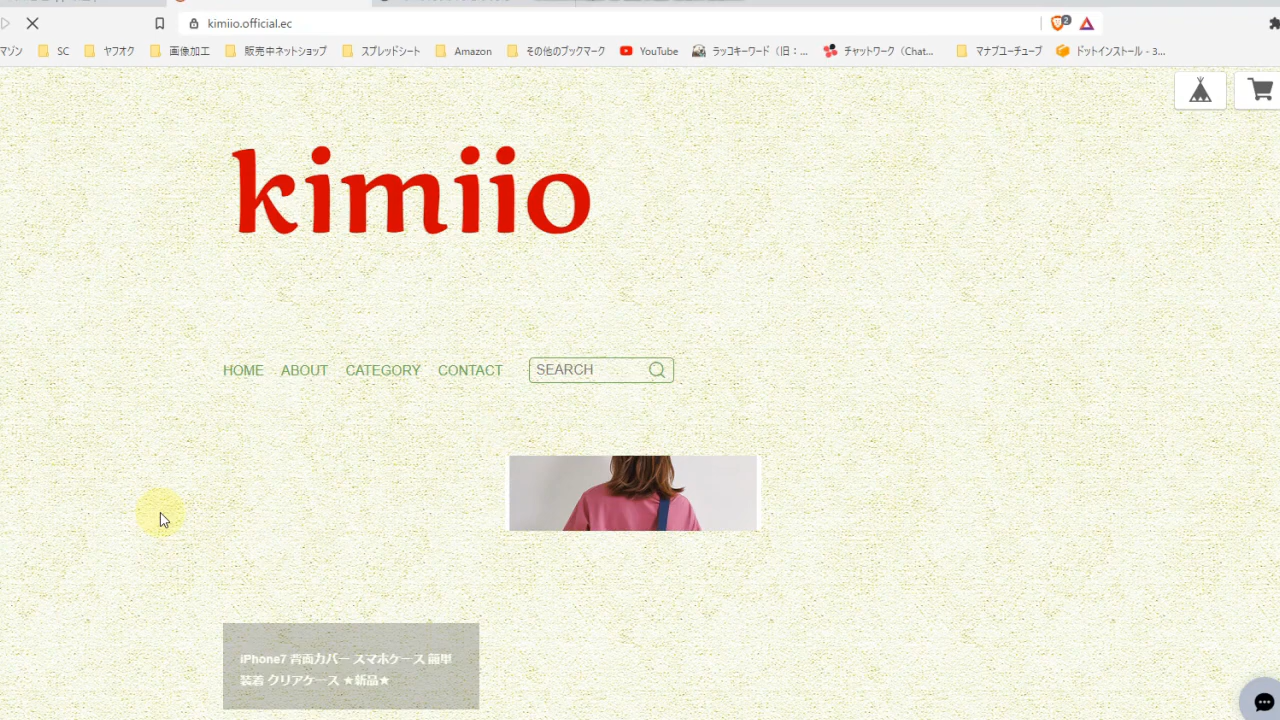 kimiio.official.ec
2
マゾン SC ヤフオク 画像加工 販売中ネットショップ スプレッドシート Amazon その他のブックマーク YouTube ラッコキーワード（旧：... チャットワーク（Chat... マナブユーチューブ ドットインストール - 3...
kimiio
HOME ABOUT CATEGORY CONTACT SEARCH
iPhone7 背面カバー スマホケース 簡単
装着 クリアケース ★新品★